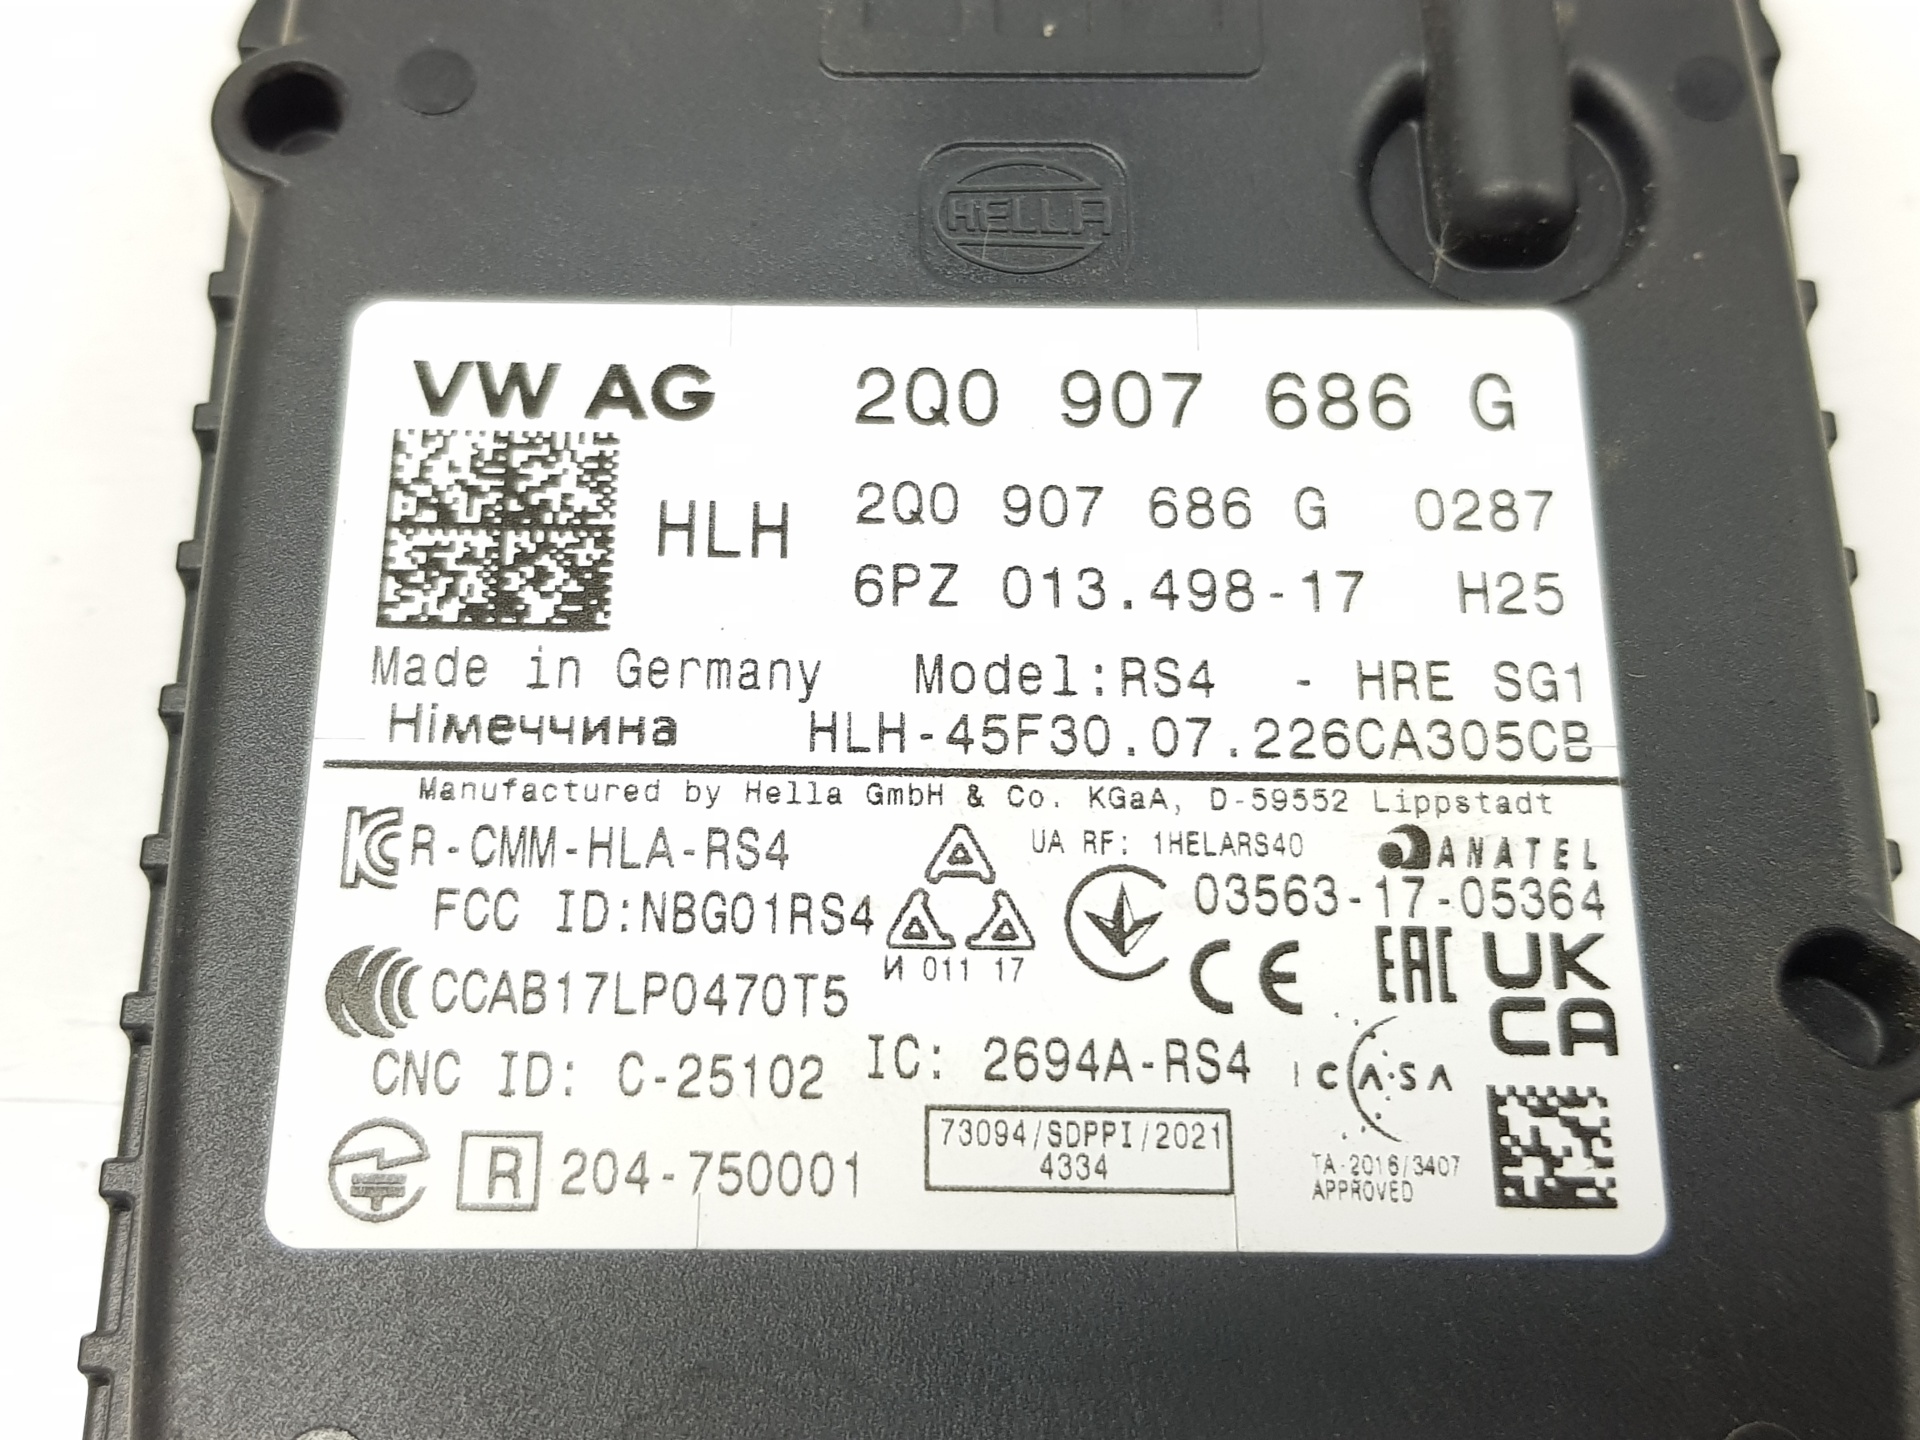 HELLA
VW AG 2Q0 907 686 G
HLH 2Q0 907 686 G 0287
6PZ 013.498-17 H25
Made in Germany Model:RS4 - HRE SG1
Німеччина HLH-45F30.07.226CA305CB
Manufactured by Hella GmbH & Co. KGaA, D-59552 Lippstadt
R-CMM-HLA-RS4 UA RF: 1HELARS40 ANATEL
FCC ID:NBG01RS4 03563-17-05364
И 011 17 CE EAC UK
CCAB17LP0470T5 CA
CNC ID: C-25102 IC: 2694A-RS4 ICASA
R 204-750001 73094/SDPPI/2021
4334
TA-2016/3407
APPROVED